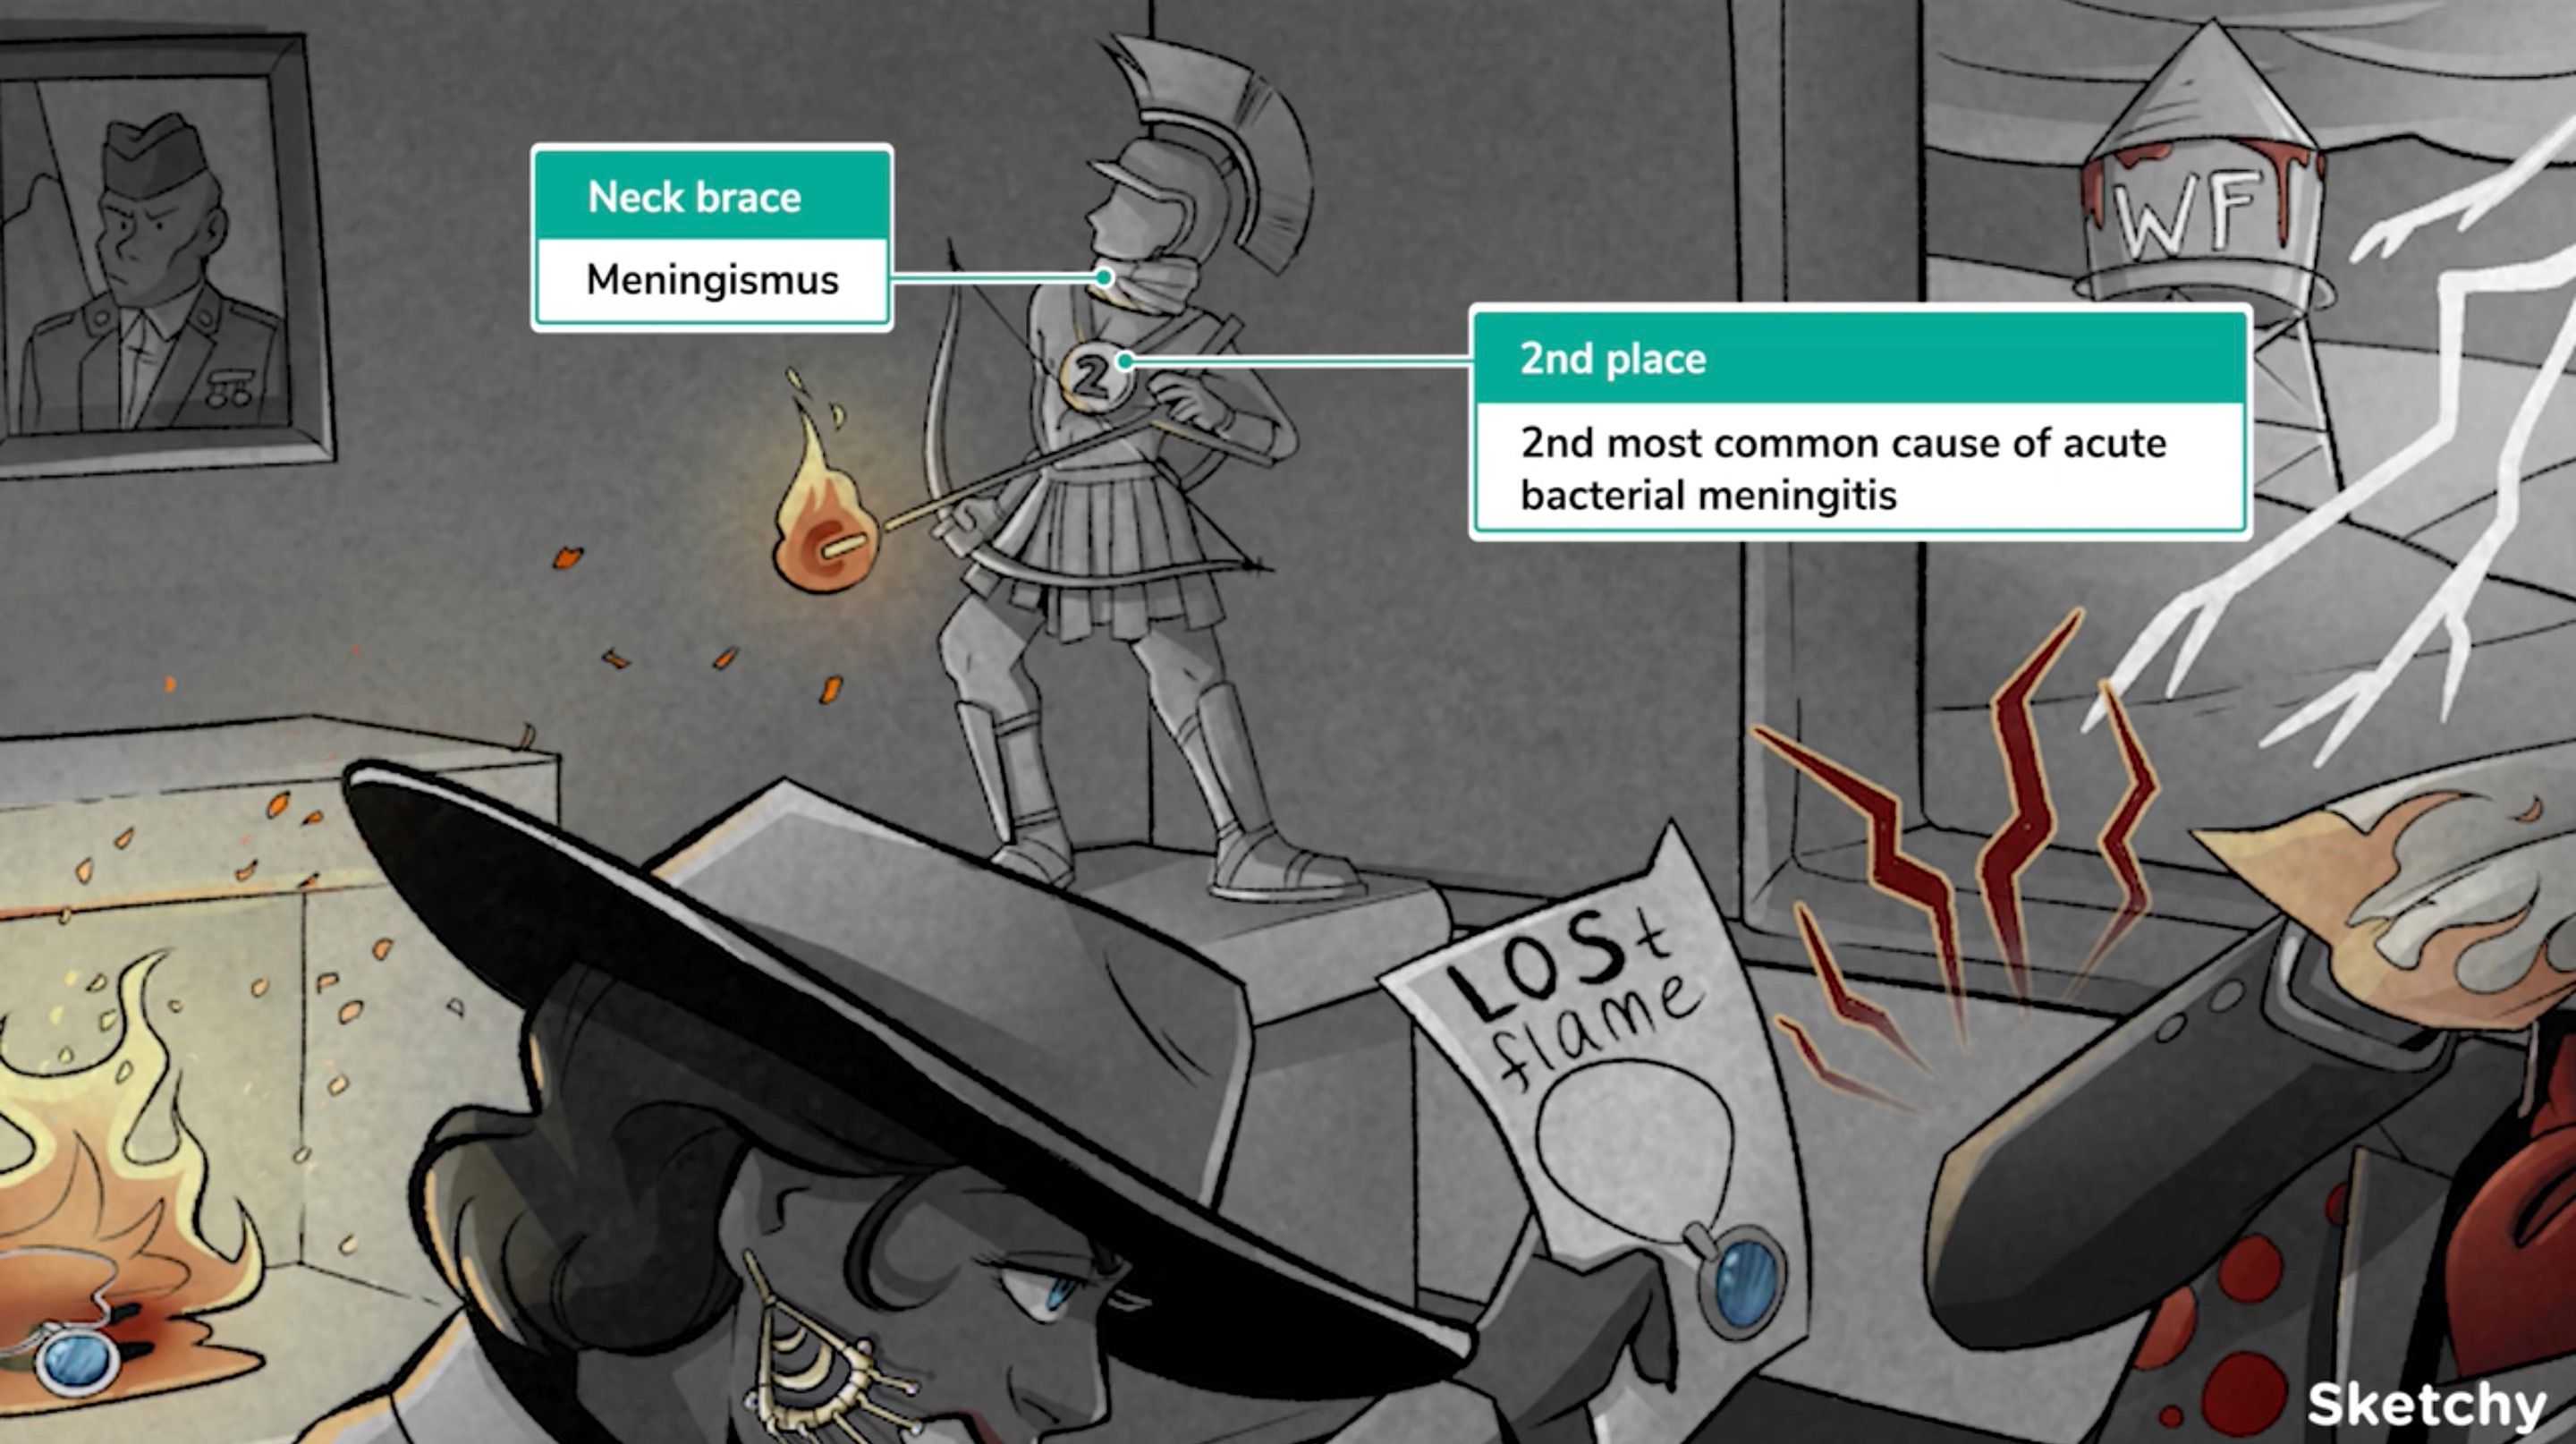 WF
Neck brace
Meningismus
2
2nd place
2nd most common cause of acute
bacterial meningitis
LOSt
flame
Sketchy